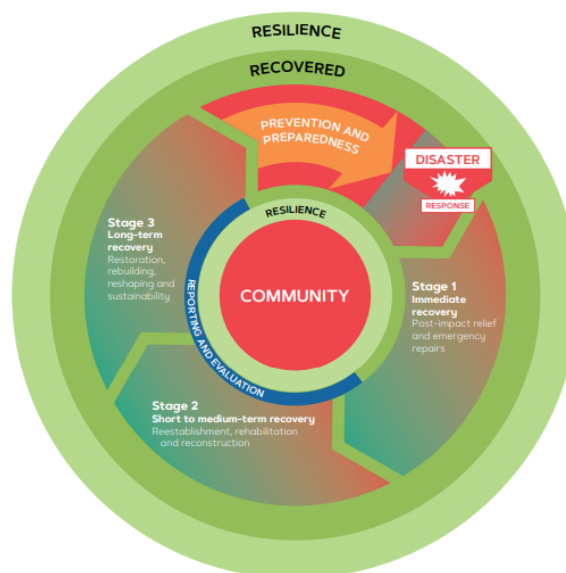 RESILIENCE
RECOVERED
PREVENTION AND
PREPAREDNESS
DISASTER
RESPONSE
RESILIENCE
COMMUNITY
REPORTING AND EVALUATION
Stage 1
Immediate
recovery
Post-impact relief
and emergency
repairs
Stage 2
Short to medium-term recovery
Reestablishment, rehabilitation
and reconstruction
Stage 3
Long-term
recovery
Restoration,
rebuilding,
reshaping and
sustainability